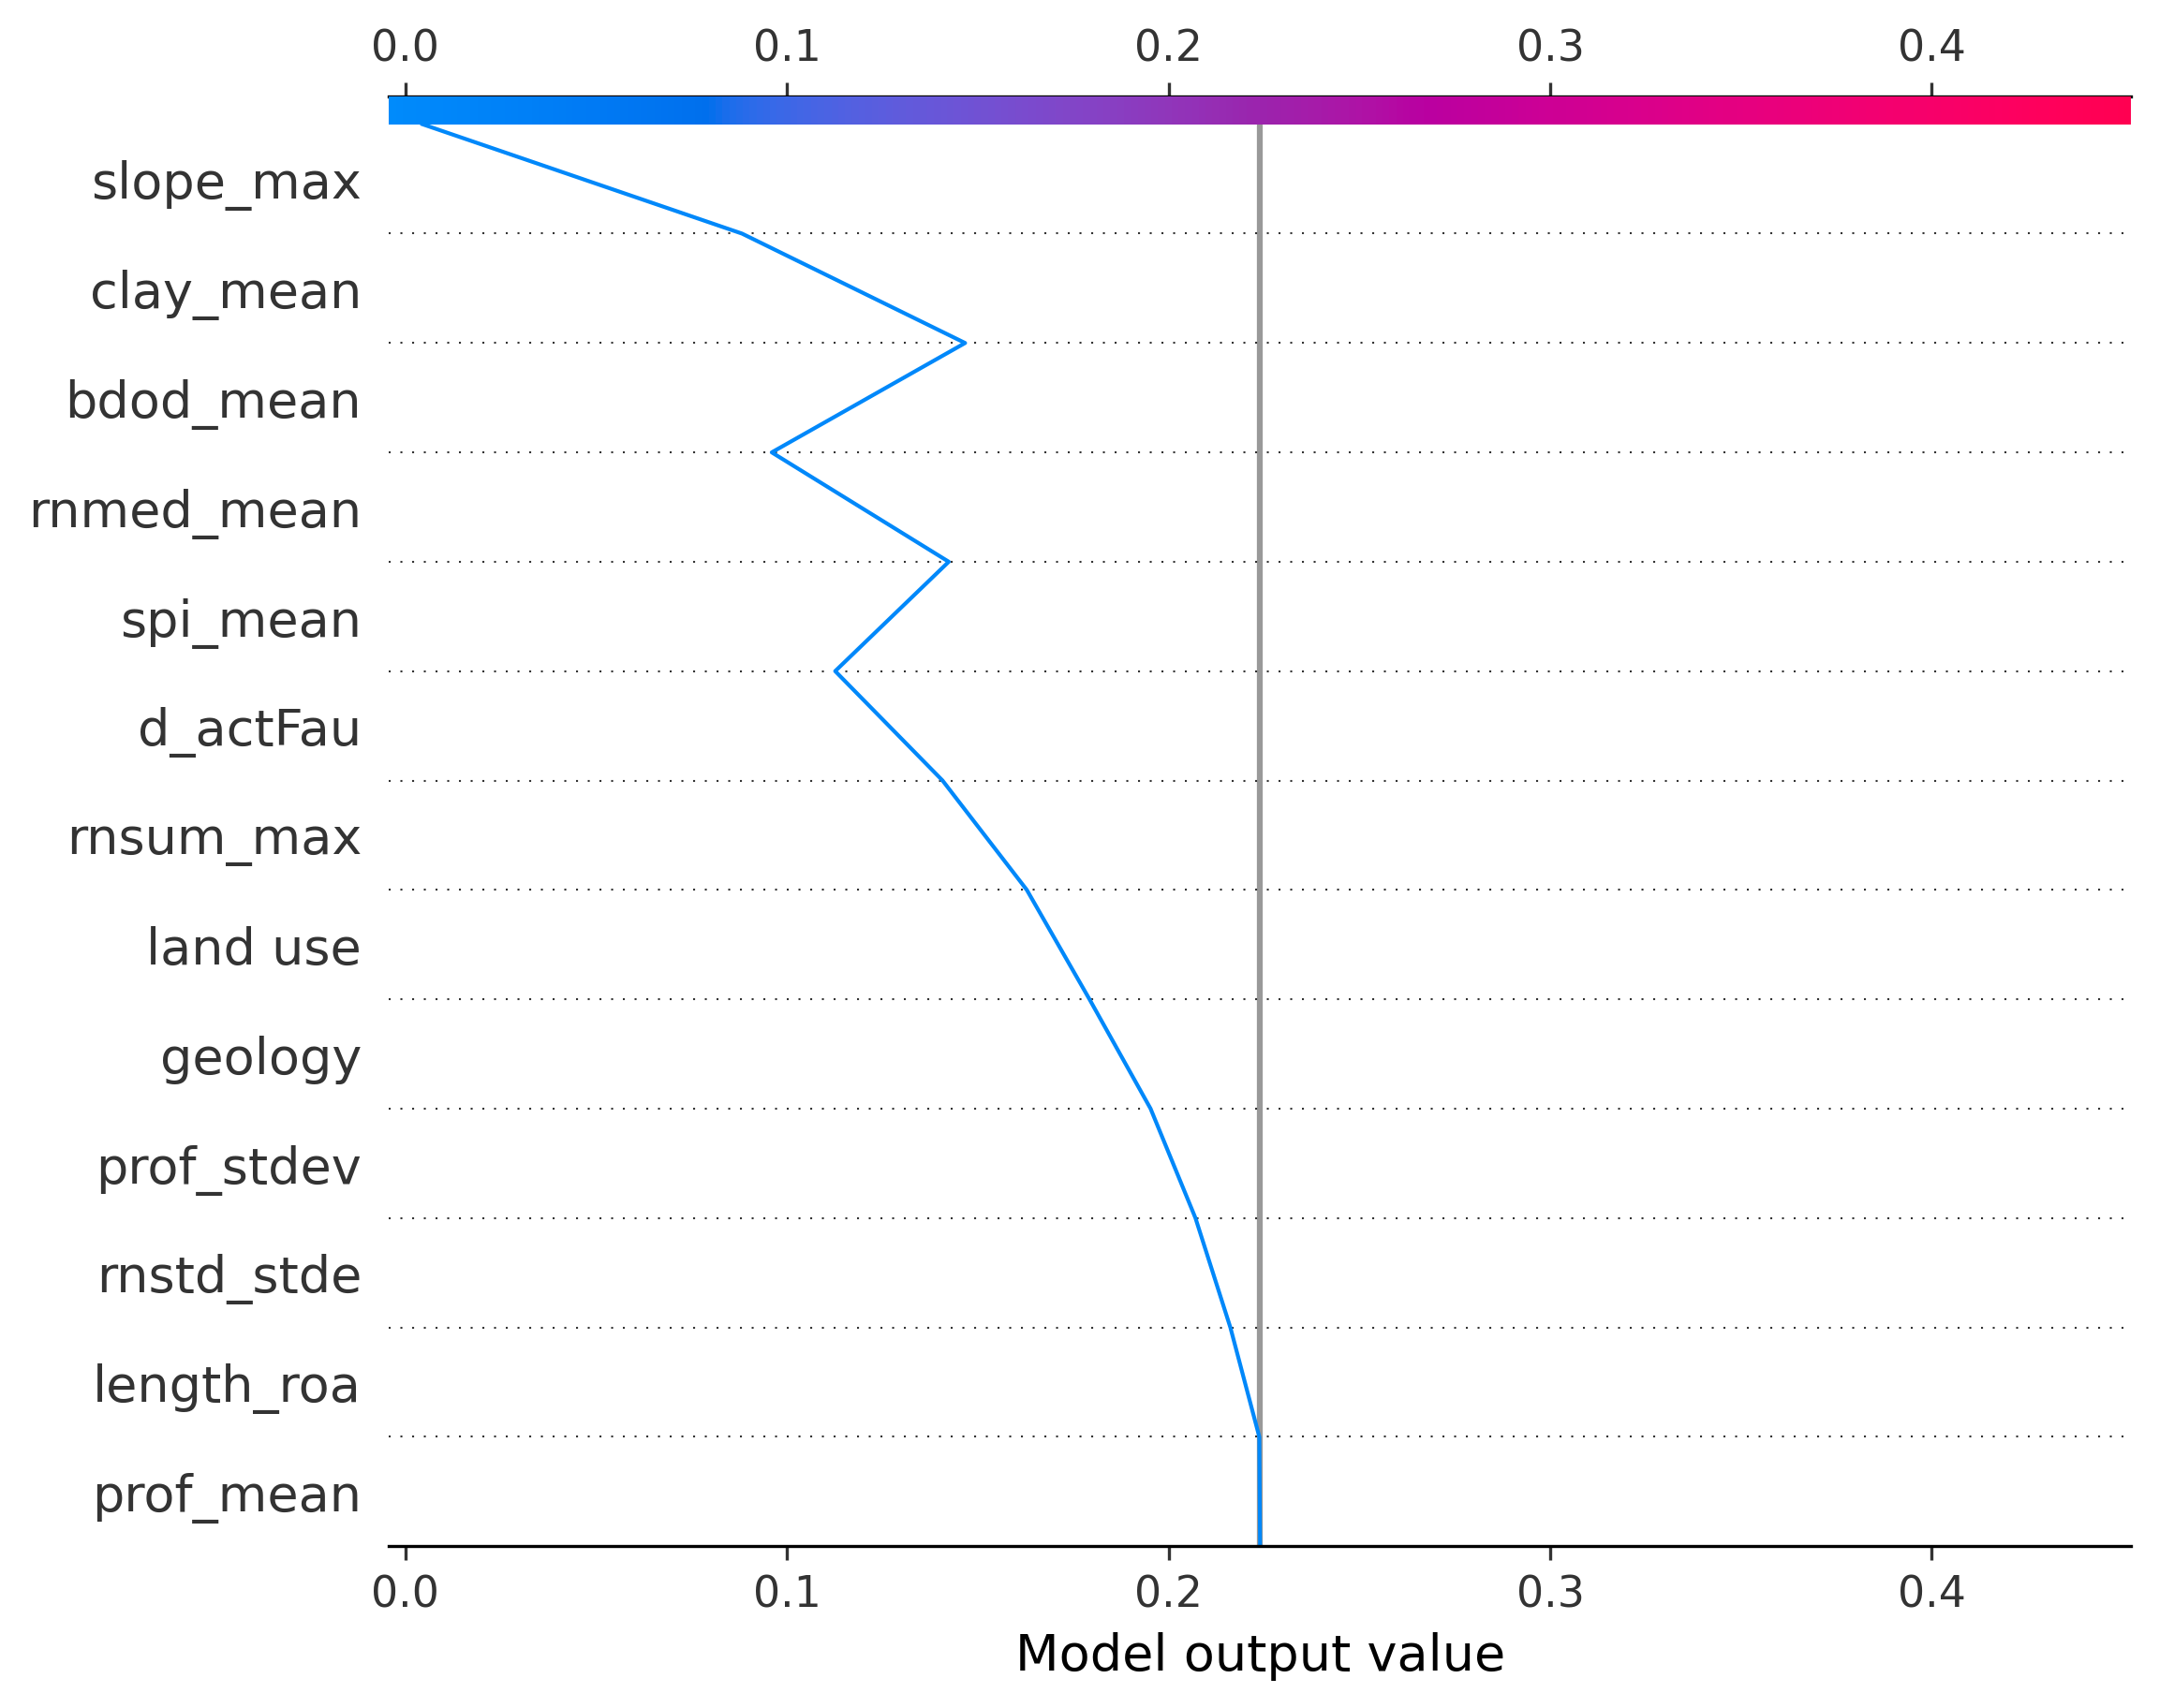 0.0 0.1 0.2 0.3 0.4
slope_max
clay_mean
bdod_mean
rnmed_mean
spi_mean
d_actFau
rnsum_max
land use
geology
prof_stdev
rnstd_stde
length_roa
prof_mean
0.0 0.1 0.2 0.3 0.4
Model output value